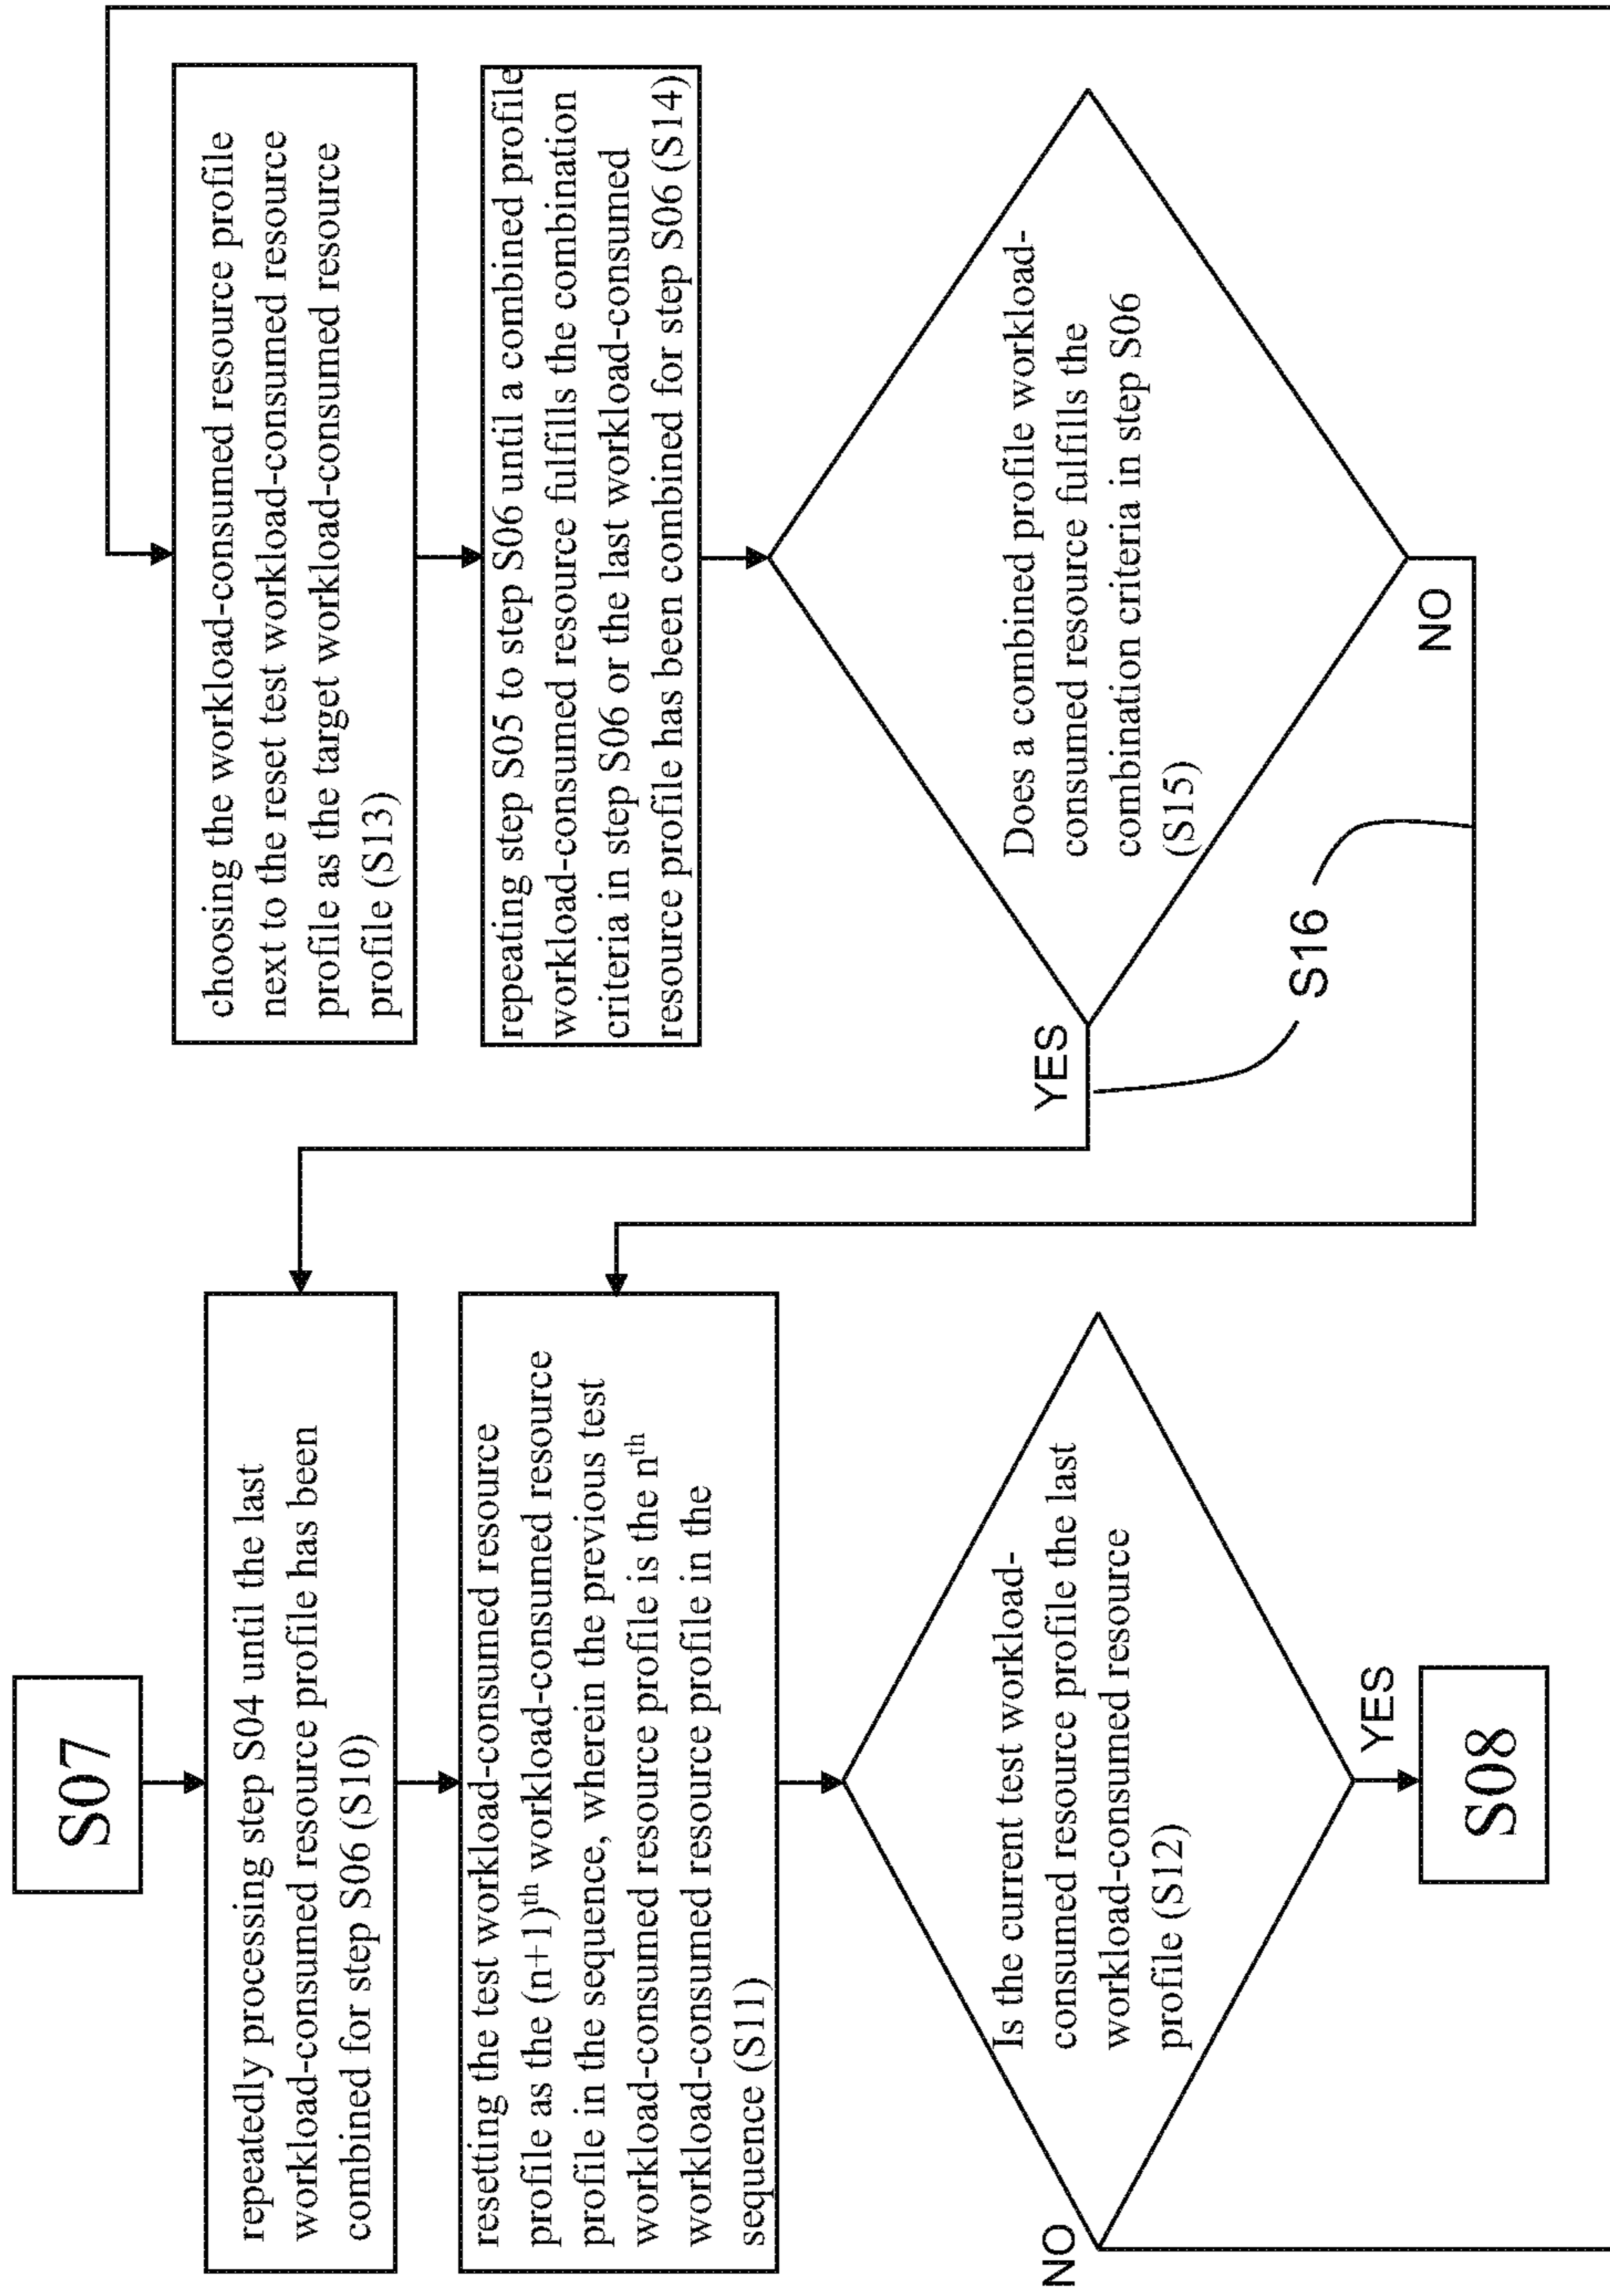 S07
repeatedly processing step S04 until the last
workload-consumed resource profile has been
combined for step S06 (S10)
resetting the test workload-consumed resource
profile as the (n+1)th workload-consumed resource
profile in the sequence, wherein the previous test
workload-consumed resource profile is the nth
workload-consumed resource profile in the
sequence (S11)
Is the current test workload-
consumed resource profile the last
workload-consumed resource
profile (S12)
NO
YES
S08
choosing the workload-consumed resource profile
next to the reset test workload-consumed resource
profile as the target workload-consumed resource
profile (S13)
repeating step S05 to step S06 until a combined profile
workload-consumed resource fulfills the combination
criteria in step S06 or the last workload-consumed
resource profile has been combined for step S06 (S14)
Does a combined profile workload-
consumed resource fulfills the
combination criteria in step S06
(S15)
YES
S16
NO